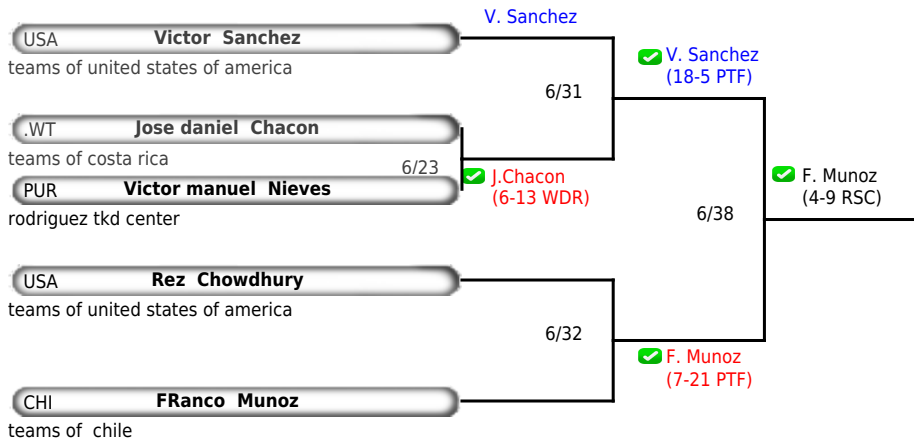 V. Sanchez
USA Victor Sanchez
teams of united states of america
V. Sanchez
(18-5 PTF)
6/31
.WT Jose daniel Chacon
teams of costa rica
6/23
J.Chacon
(6-13 WDR)
PUR Victor manuel Nieves
rodriguez tkd center
F. Munoz
(4-9 RSC)
6/38
USA Rez Chowdhury
teams of united states of america
6/32
F. Munoz
(7-21 PTF)
CHI FRanco Munoz
teams of chile